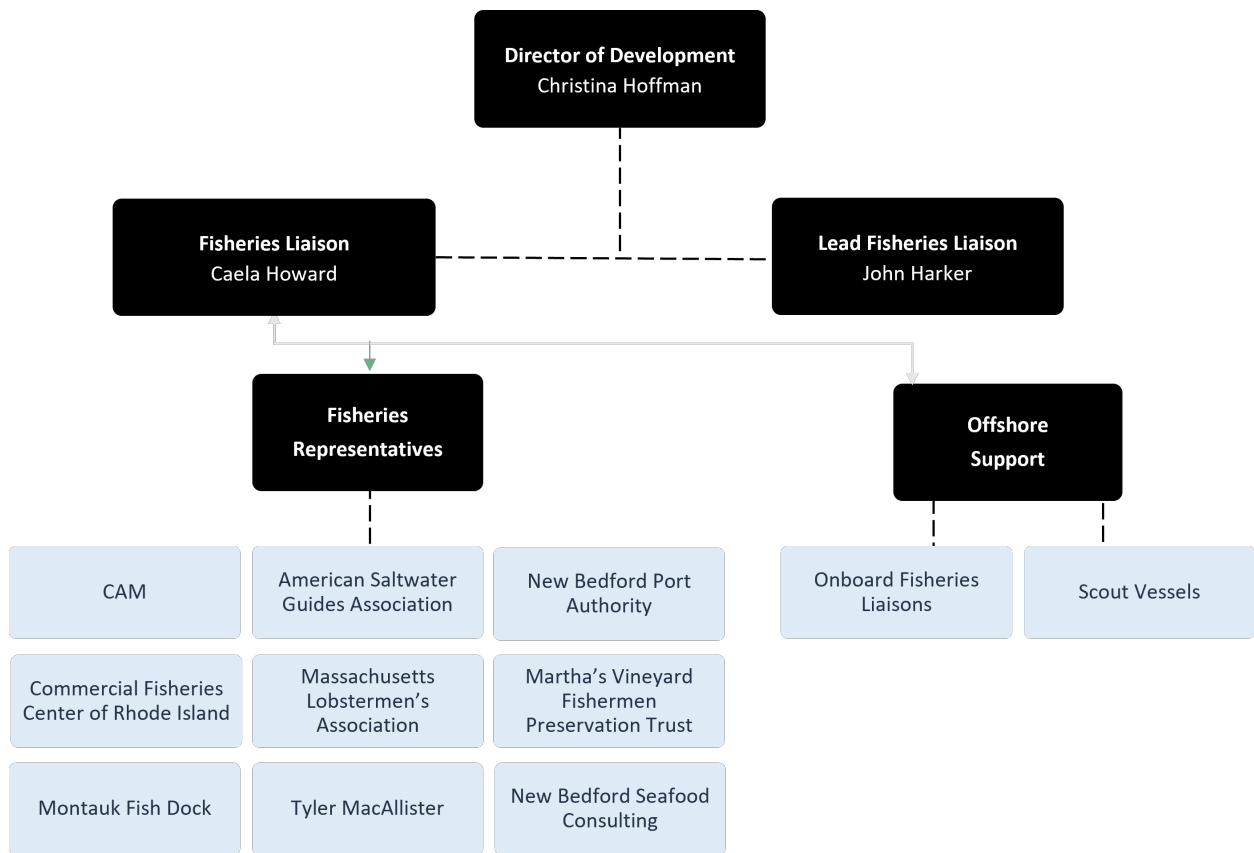 Director of Development
Christina Hoffman
Fisheries Liaison
Caela Howard
Lead Fisheries Liaison
John Harker
Fisheries
Representatives
Offshore
Support
CAM
American Saltwater
Guides Association
New Bedford Port
Authority
Onboard Fisheries
Liaisons
Scout Vessels
Commercial Fisheries
Center of Rhode Island
Massachusetts
Lobstermen’s
Association
Martha’s Vineyard
Fishermen
Preservation Trust
Montauk Fish Dock
Tyler MacAllister
New Bedford Seafood
Consulting